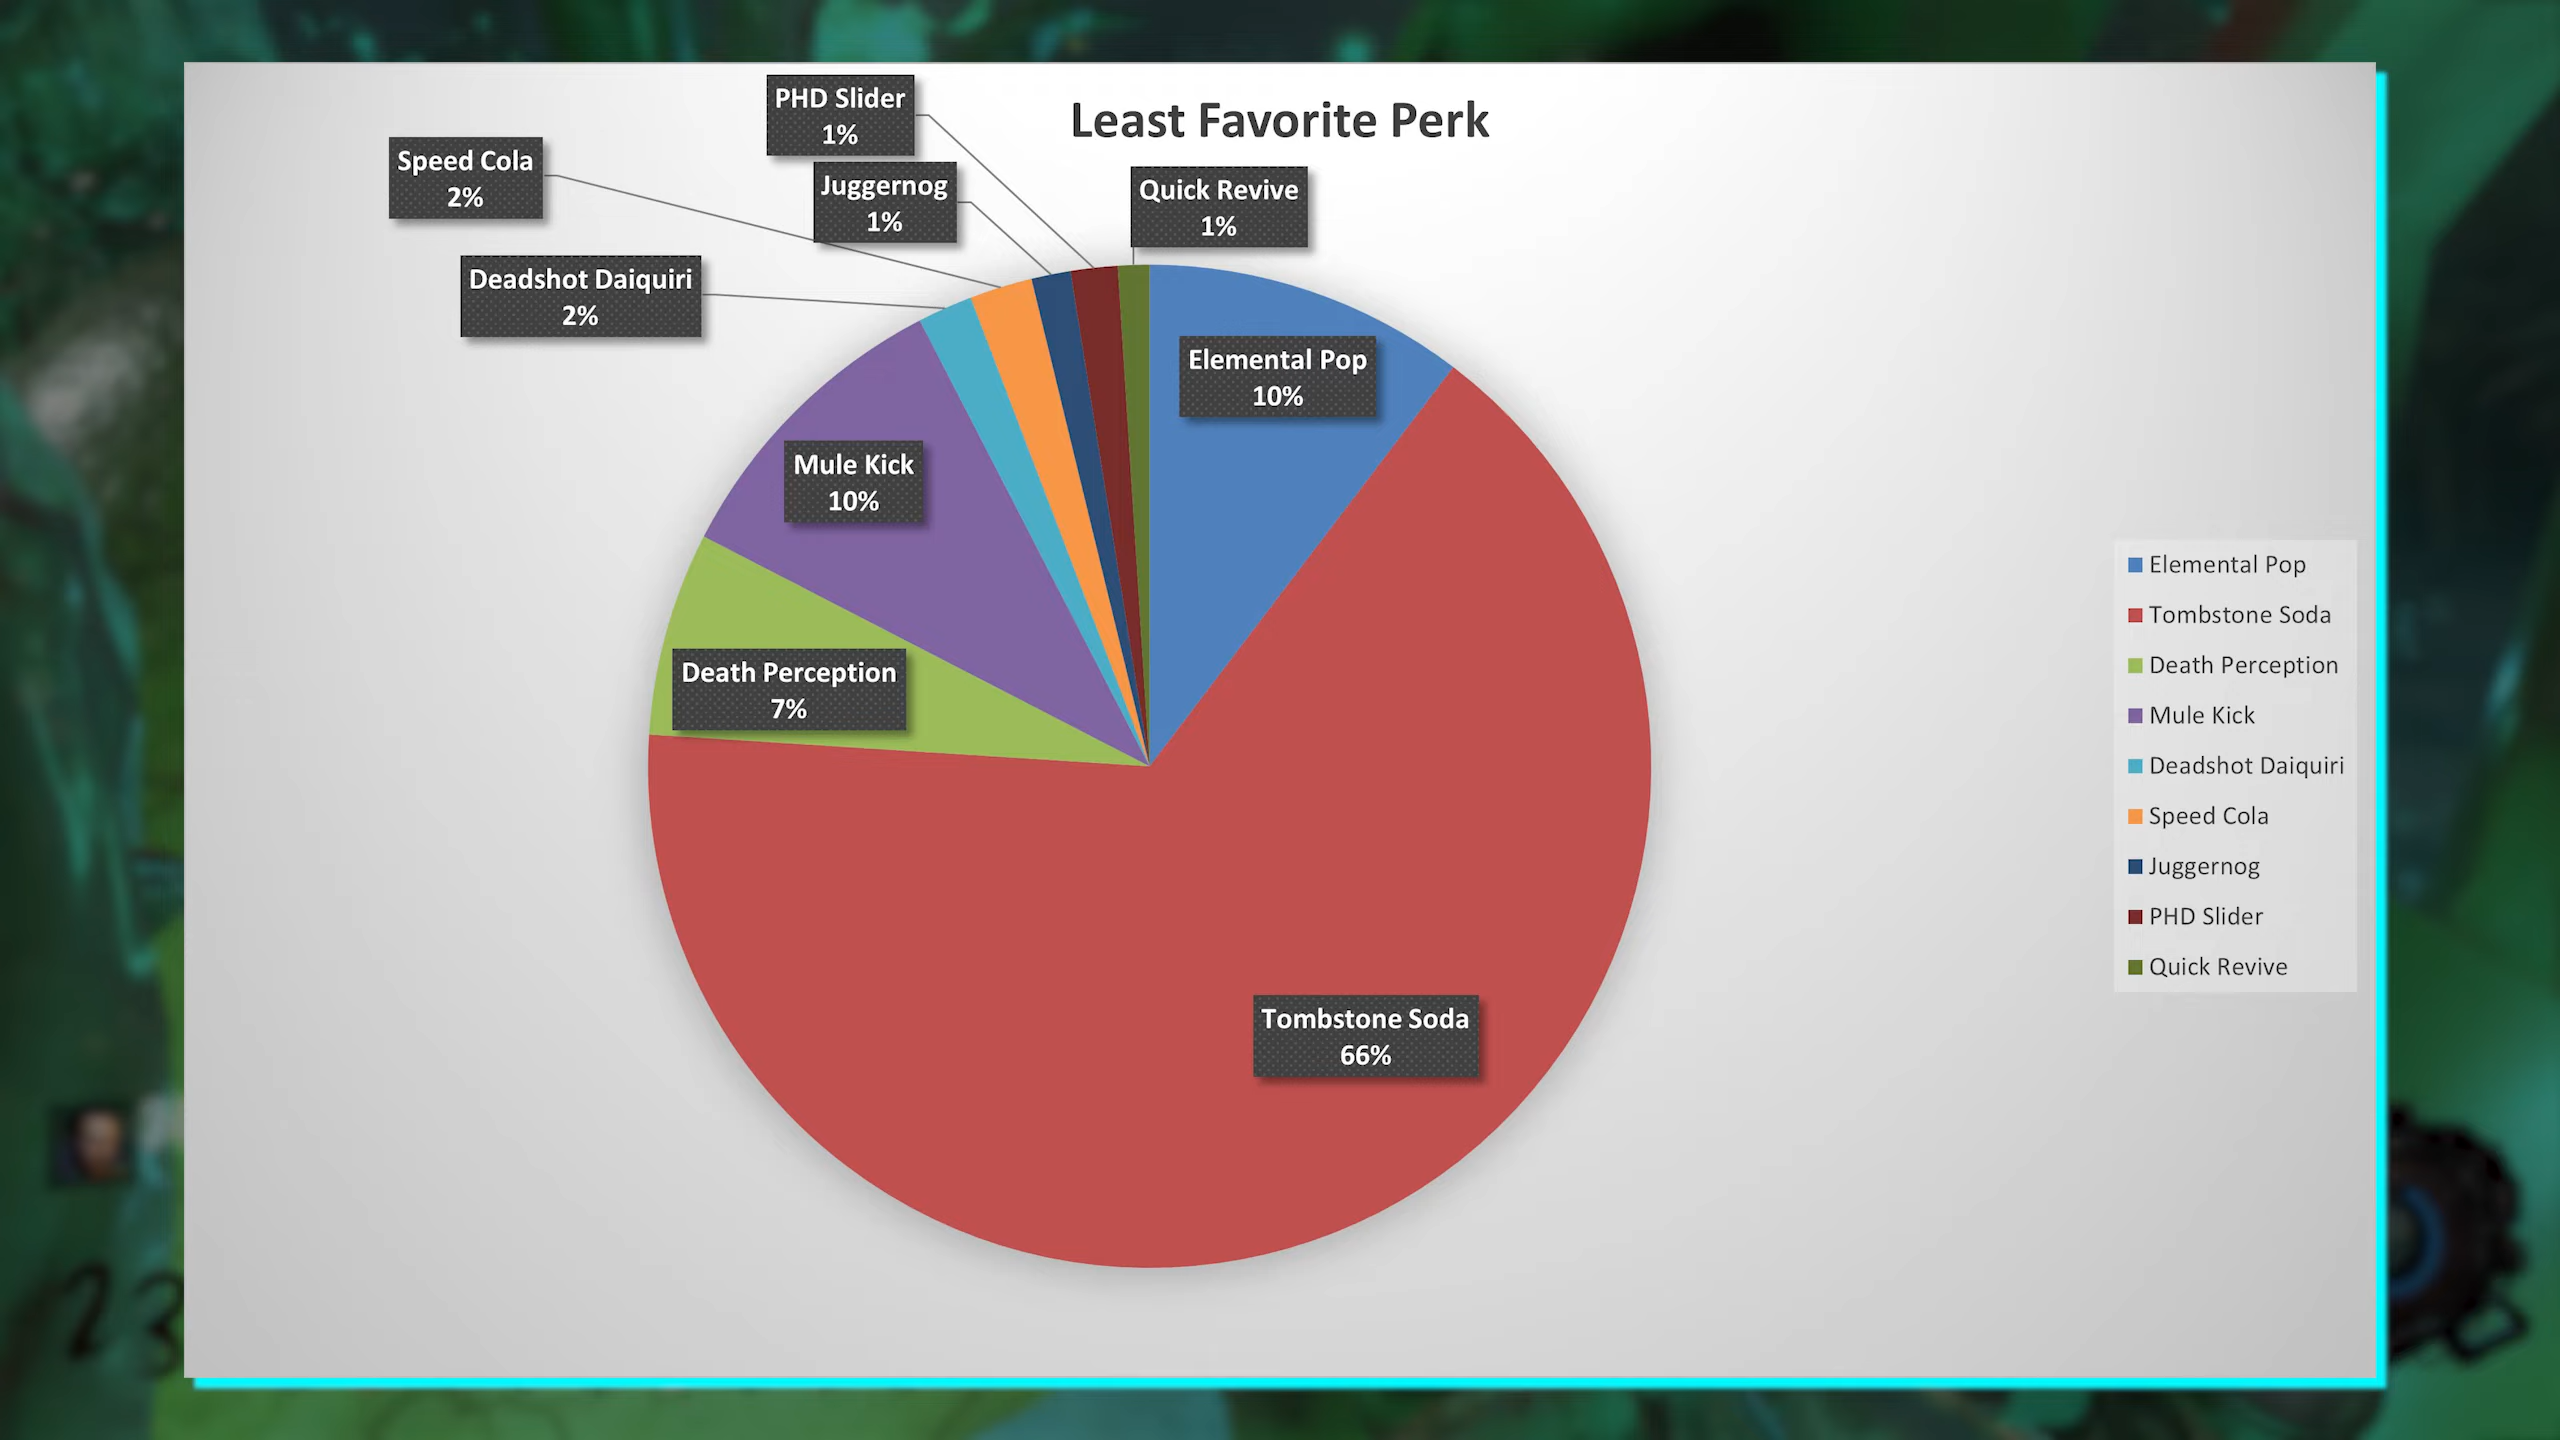 Least Favorite Perk
PHD Slider
1%
Speed Cola
2%
Juggernog
1%
Quick Revive
1%
Deadshot Daiquiri
2%
Elemental Pop
10%
Mule Kick
10%
Death Perception
7%
Tombstone Soda
66%
Elemental Pop
Tombstone Soda
Death Perception
Mule Kick
Deadshot Daiquiri
Speed Cola
Juggernog
PHD Slider
Quick Revive